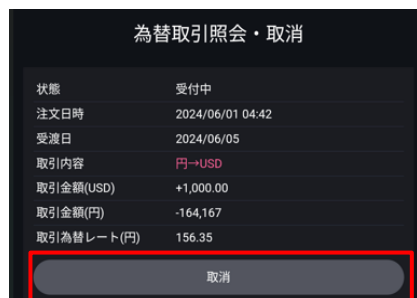 為替取引照会・取消
状態 受付中
注文日時 2024/06/01 04:42
受渡日 2024/06/05
取引内容 円→USD
取引金額(USD) +1,000.00
取引金額(円) -164,167
取引為替レート(円) 156.35
取消